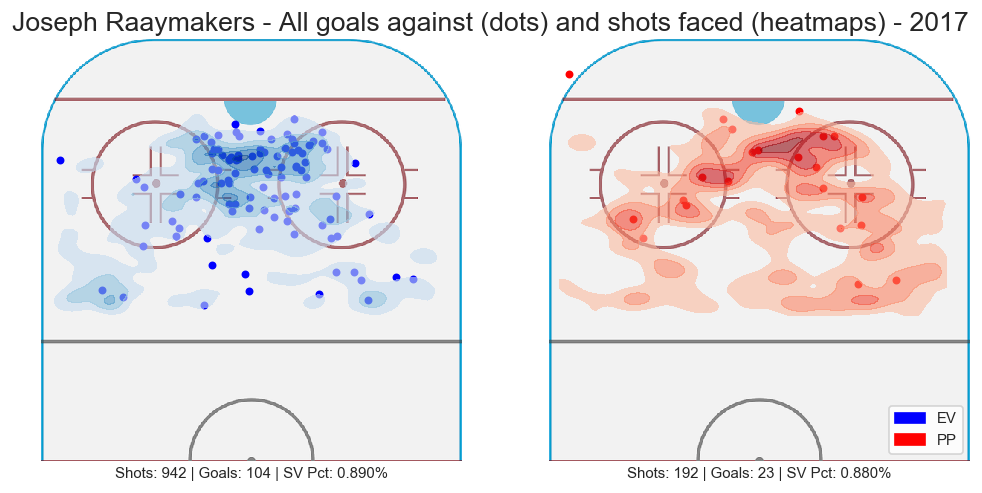 Joseph Raaymakers - All goals against (dots) and shots faced (heatmaps) - 2017
EV
PP
Shots: 942 | Goals: 104 | SV Pct: 0.890%
Shots: 192 | Goals: 23 | SV Pct: 0.880%